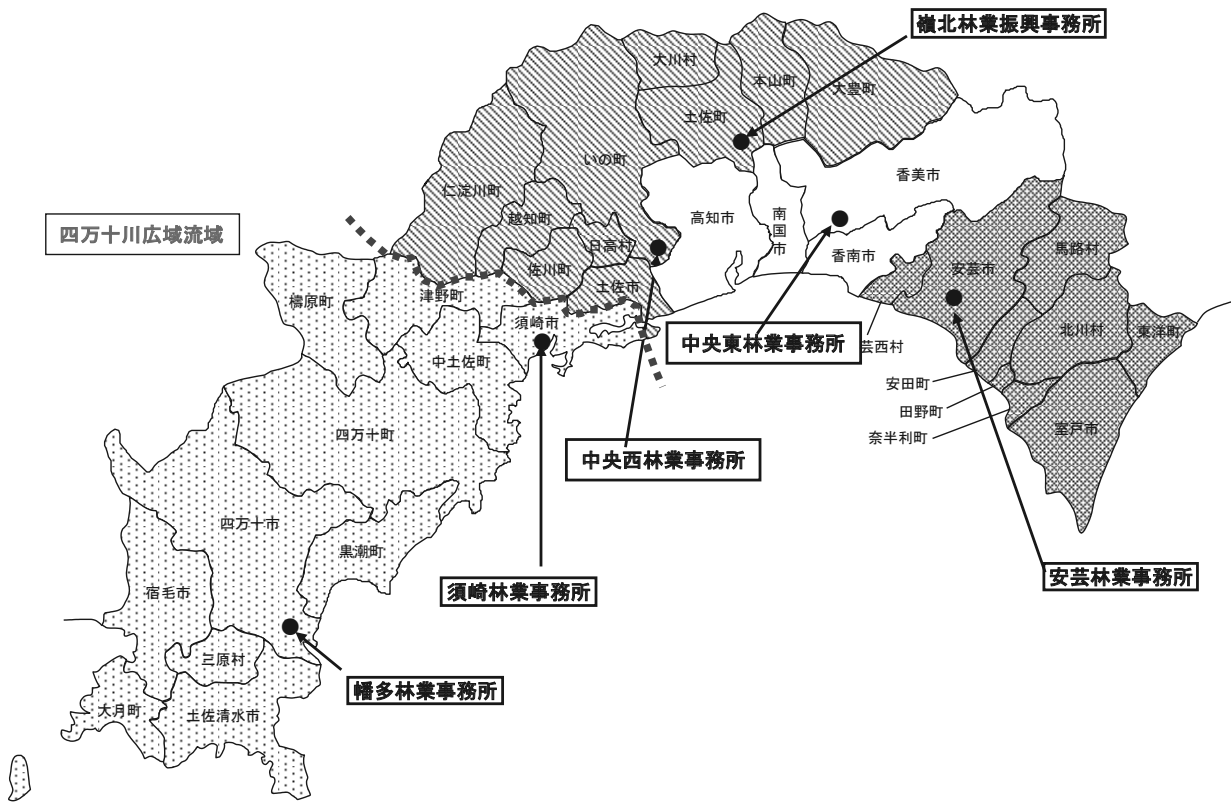 嶺北林業振興事務所
大川村
本山町
大豊町
土佐町
いの町
香美市
仁淀川町
高知市
南国市
越知町
四万十川広域流域
日高村
香南市
馬路村
佐川町
安芸市
土佐市
津野町
梼原町
須崎市
北川村
東洋町
中央東林業事務所
芸西村
中土佐町
安田町
田野町
奈半利町
室戸市
四万十町
中央西林業事務所
四万十市
黒潮町
安芸林業事務所
須崎林業事務所
宿毛市
三原村
幡多林業事務所
大月町
土佐清水市